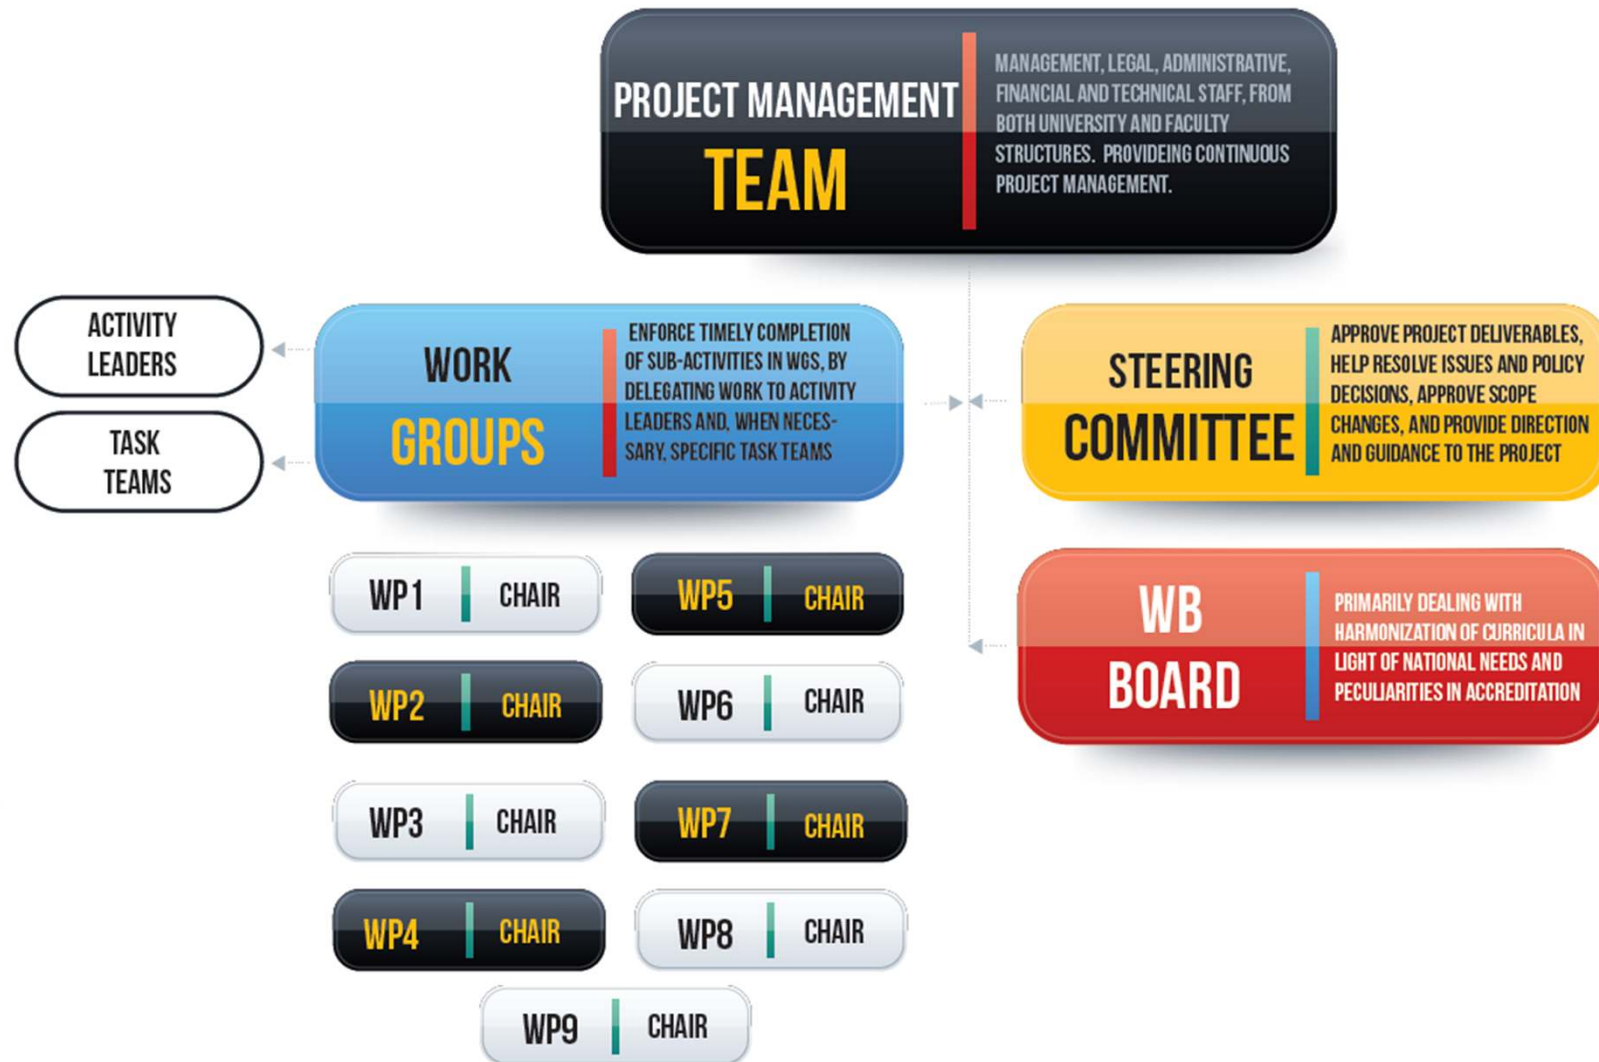 PROJECT MANAGEMENT
TEAM
MANAGEMENT, LEGAL, ADMINISTRATIVE,
FINANCIAL AND TECHNICAL STAFF, FROM
BOTH UNIVERSITY AND FACULTY
STRUCTURES. PROVIDEING CONTINUOUS
PROJECT MANAGEMENT.
ACTIVITY
LEADERS
TASK
TEAMS
WORK
GROUPS
ENFORCE TIMELY COMPLETION
OF SUB-ACTIVITIES IN WGS, BY
DELEGATING WORK TO ACTIVITY
LEADERS AND, WHEN NECES-
SARY, SPECIFIC TASK TEAMS
STEERING
COMMITTEE
APPROVE PROJECT DELIVERABLES,
HELP RESOLVE ISSUES AND POLICY
DECISIONS, APPROVE SCOPE
CHANGES, AND PROVIDE DIRECTION
AND GUIDANCE TO THE PROJECT
WB
BOARD
PRIMARILY DEALING WITH
HARMONIZATION OF CURRICULA IN
LIGHT OF NATIONAL NEEDS AND
PECULIARITIES IN ACCREDITATION
WP1 CHAIR
WP5 CHAIR
WP2 CHAIR
WP6 CHAIR
WP3 CHAIR
WP7 CHAIR
WP4 CHAIR
WP8 CHAIR
WP9 CHAIR